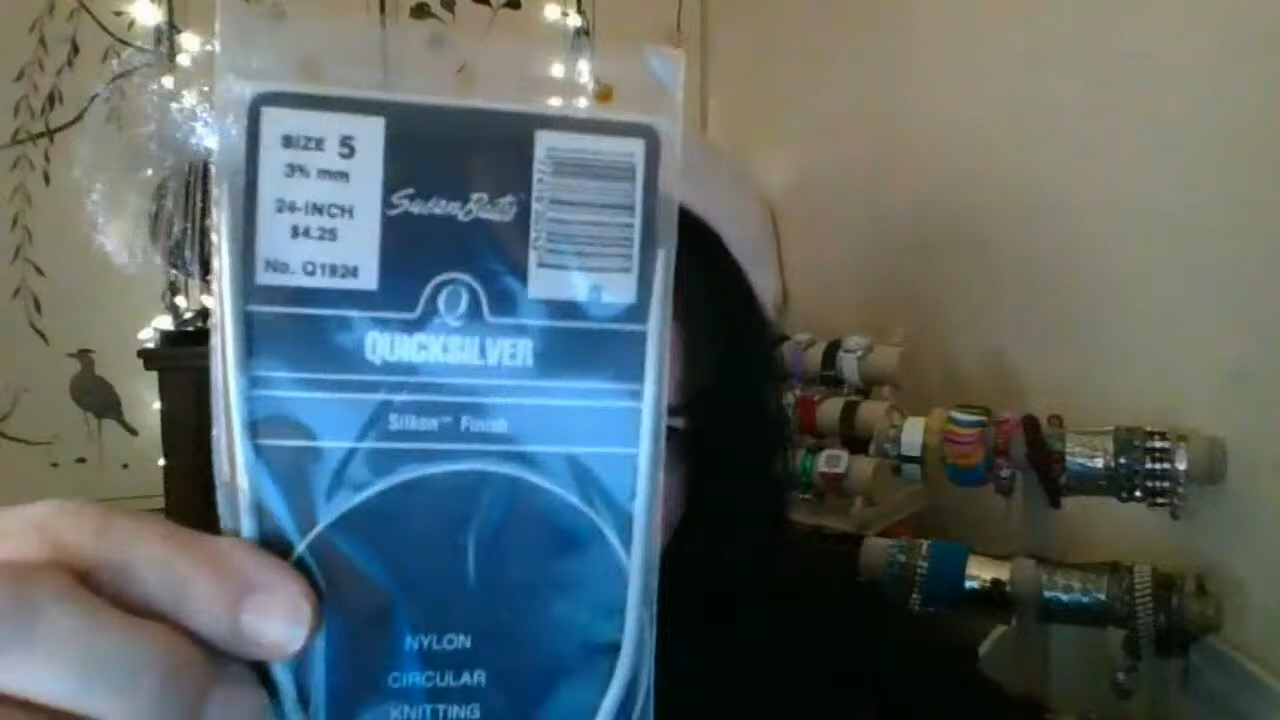 SIZE 5
3¾ mm
24-INCH
$4.25
No. Q1924
Susan Bates
Q
QUICKSILVER
Silkon™ Finish
NYLON
CIRCULAR
KNITTING